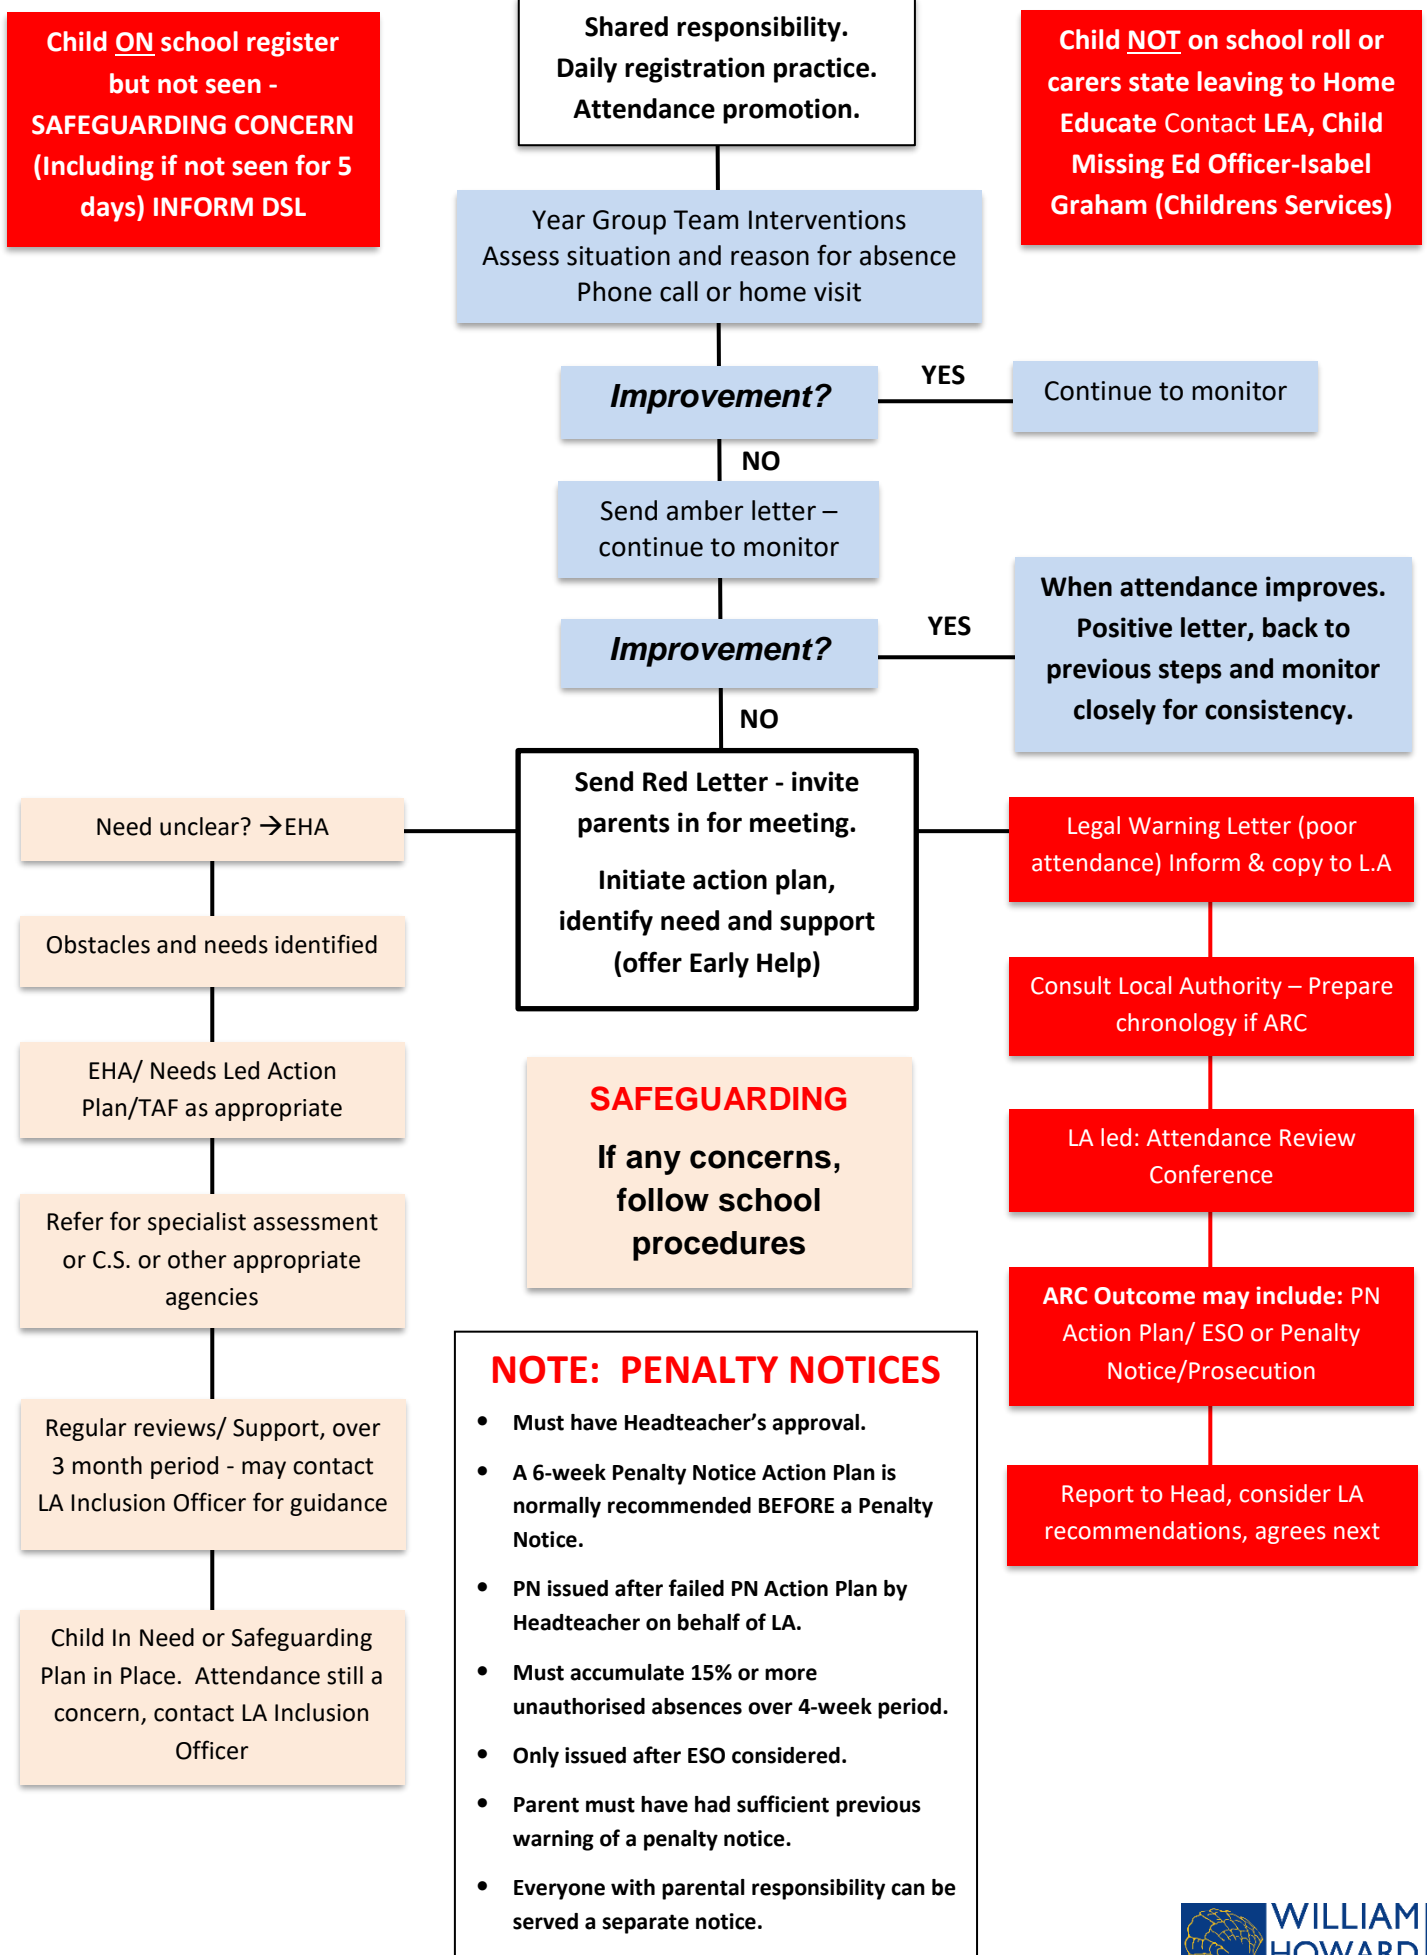 Child ON school register
but not seen -
SAFEGUARDING CONCERN
(Including if not seen for 5
days) INFORM DSL
Shared responsibility.
Daily registration practice.
Attendance promotion.
Child NOT on school roll or
carers state leaving to Home
Educate Contact LEA, Child
Missing Ed Officer-Isabel
Graham (Childrens Services)
Year Group Team Interventions
Assess situation and reason for absence
Phone call or home visit
Improvement?
YES
Continue to monitor
NO
Send amber letter –
continue to monitor
Improvement?
YES
When attendance improves.
Positive letter, back to
previous steps and monitor
closely for consistency.
NO
Send Red Letter - invite
parents in for meeting.
Initiate action plan,
identify need and support
(offer Early Help)
Need unclear? →EHA
Obstacles and needs identified
EHA/ Needs Led Action
Plan/TAF as appropriate
Refer for specialist assessment
or C.S. or other appropriate
agencies
Regular reviews/ Support, over
3 month period - may contact
LA Inclusion Officer for guidance
Child In Need or Safeguarding
Plan in Place.  Attendance still a
concern, contact LA Inclusion
Officer
Legal Warning Letter (poor
attendance) Inform & copy to L.A
Consult Local Authority – Prepare
chronology if ARC
LA led: Attendance Review
Conference
ARC Outcome may include: PN
Action Plan/ ESO or Penalty
Notice/Prosecution
Report to Head, consider LA
recommendations, agrees next
SAFEGUARDING
If any concerns,
follow school
procedures
NOTE:  PENALTY NOTICES
• Must have Headteacher’s approval.
• A 6-week Penalty Notice Action Plan is
normally recommended BEFORE a Penalty
Notice.
• PN issued after failed PN Action Plan by
Headteacher on behalf of LA.
• Must accumulate 15% or more
unauthorised absences over 4-week period.
• Only issued after ESO considered.
• Parent must have had sufficient previous
warning of a penalty notice.
• Everyone with parental responsibility can be
served a separate notice.
WILLIAM
HOWARD